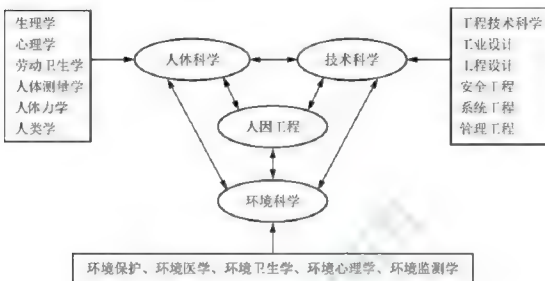 生理学
心理学
劳动卫生学
人体测量学
人体力学
人类学
人体科学
技术科学
工程技术科学
工业设计
工程设计
安全工程
系统工程
管理工程
人因工程
环境科学
环境保护、环境医学、环境卫生学、环境心理学、环境监测学